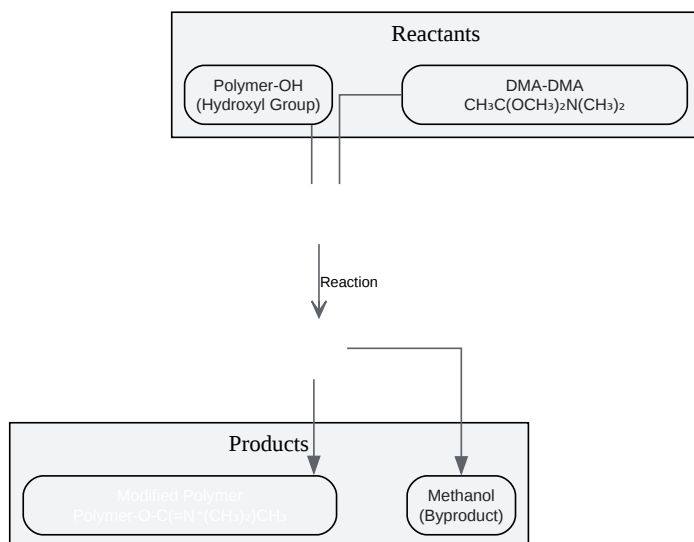 Reactants
Polymer-OH
(Hydroxyl Group)
DMA-DMA
CH₃C(OCH₃)₂N(CH₃)₂
Reaction
Products
Modified Polymer
Polymer-O-C(=N⁺(CH₃)₂)CH₃
Methanol
(Byproduct)